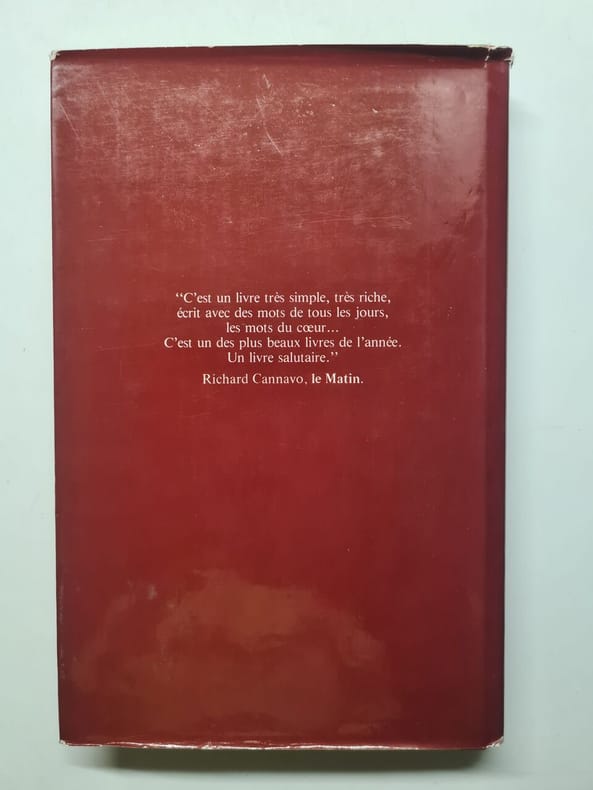 “C’est un livre très simple, très riche,
écrit avec des mots de tous les jours,
les mots du cœur...
C’est un des plus beaux livres de l’année.
Un livre salutaire.”
Richard Cannavo, le Matin.